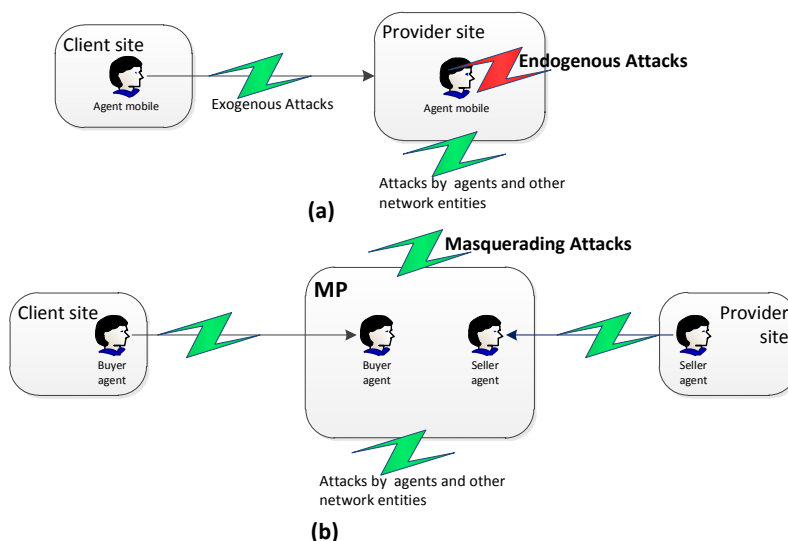 Client site
Agent mobile
Exogenous Attacks
Provider site
Endogenous Attacks
Agent mobile
Attacks by agents and other
network entities
(a)
Masquerading Attacks
MP
Client site
Buyer
agent
Buyer
agent
Seller
agent
Provider
site
Seller
agent
Attacks by agents and other
network entities
(b)